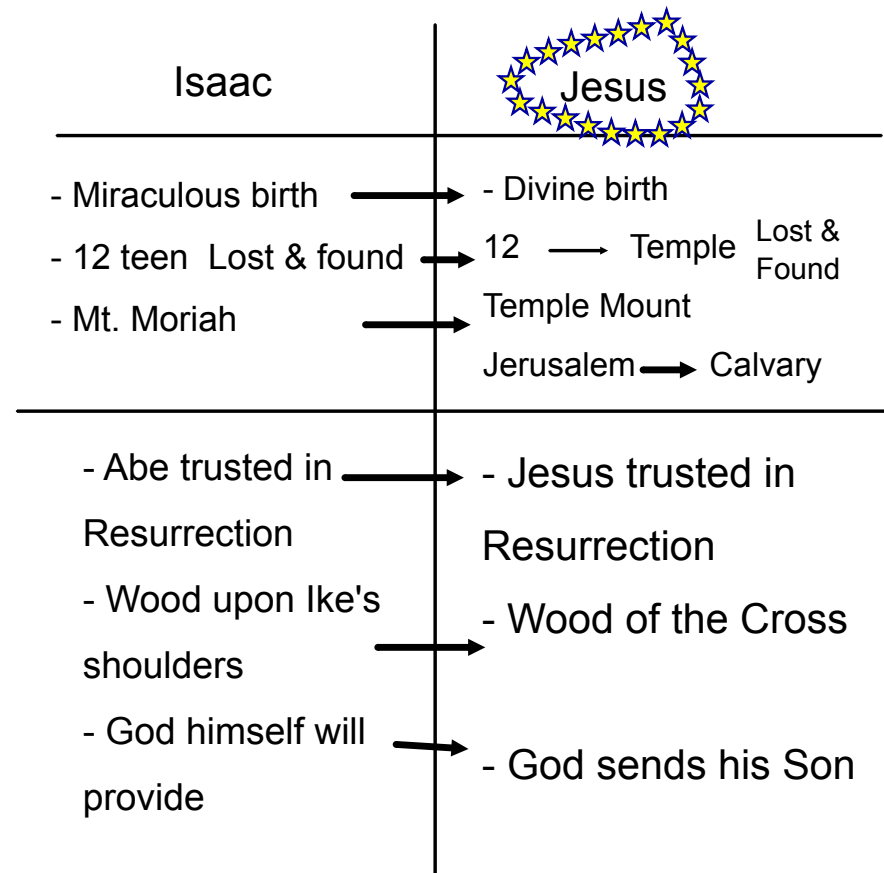 Isaac
Jesus
- Miraculous birth
- Divine birth
- 12 teen Lost & found
12 Temple Lost &
Found
- Mt. Moriah
Temple Mount
Jerusalem Calvary
- Abe trusted in
Resurrection
- Jesus trusted in
Resurrection
- Wood upon Ike's
shoulders
- Wood of the Cross
- God himself will
provide
- God sends his Son